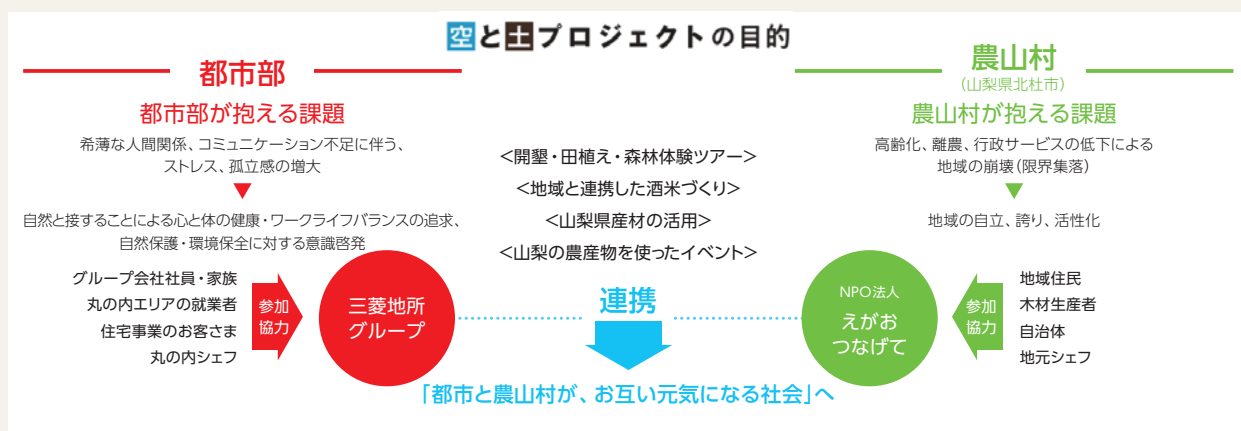 空と土プロジェクトの目的
都市部
都市部が抱える課題
希薄な人間関係、コミュニケーション不足に伴う、
ストレス、孤立感の増大
自然と接することによる心と体の健康・ワークライフバランスの追求、
自然保護・環境保全に対する意識啓発
グループ会社社員・家族
丸の内エリアの就業者
住宅事業のお客さま
丸の内シェフ
参加
協力
三菱地所
グループ
<開墾・田植え・森林体験ツアー>
<地域と連携した酒米づくり>
<山梨県産材の活用>
<山梨の農産物を使ったイベント>
連携
「都市と農山村が、お互い元気になる社会」へ
農山村
(山梨県北杜市)
農山村が抱える課題
高齢化、離農、行政サービスの低下による
地域の崩壊(限界集落)
地域の自立、誇り、活性化
NPO法人
えがお
つなげて
参加
協力
地域住民
木材生産者
自治体
地元シェフ